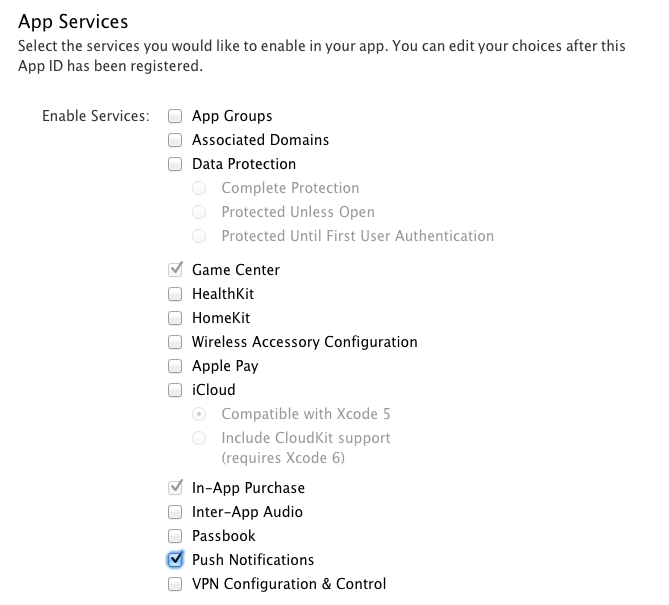 App Services
Select the services you would like to enable in your app. You can edit your choices after this
App ID has been registered.
Enable Services:
App Groups
Associated Domains
Data Protection
Complete Protection
Protected Unless Open
Protected Until First User Authentication
Game Center
HealthKit
HomeKit
Wireless Accessory Configuration
Apple Pay
iCloud
Compatible with Xcode 5
Include CloudKit support
(requires Xcode 6)
In-App Purchase
Inter-App Audio
Passbook
Push Notifications
VPN Configuration & Control